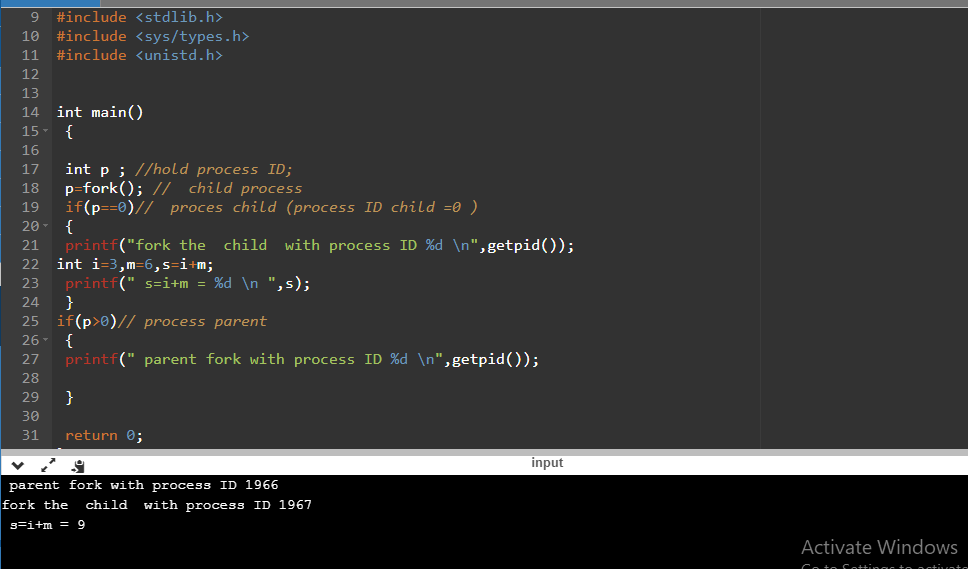 9 #include <stdlib.h>
10 #include <sys/types.h>
11 #include <unistd.h>
12
13
14 int main()
15 {
16
17 int p ; //hold process ID;
18 p=fork(); // child process
19 if(p==0)// proces child (process ID child =0 )
20 {
21 printf("fork the  child  with process ID %d \n",getpid());
22 int i=3,m=6,s=i+m;
23 printf(" s=i+m = %d \n ",s);
24 }
25 if(p>0)// process parent
26 {
27 printf(" parent fork with process ID %d \n",getpid());
28
29 }
30
31 return 0;
input
parent fork with process ID 1966
fork the  child  with process ID 1967
s=i+m = 9
Activate Windows
Go to Settings to activate